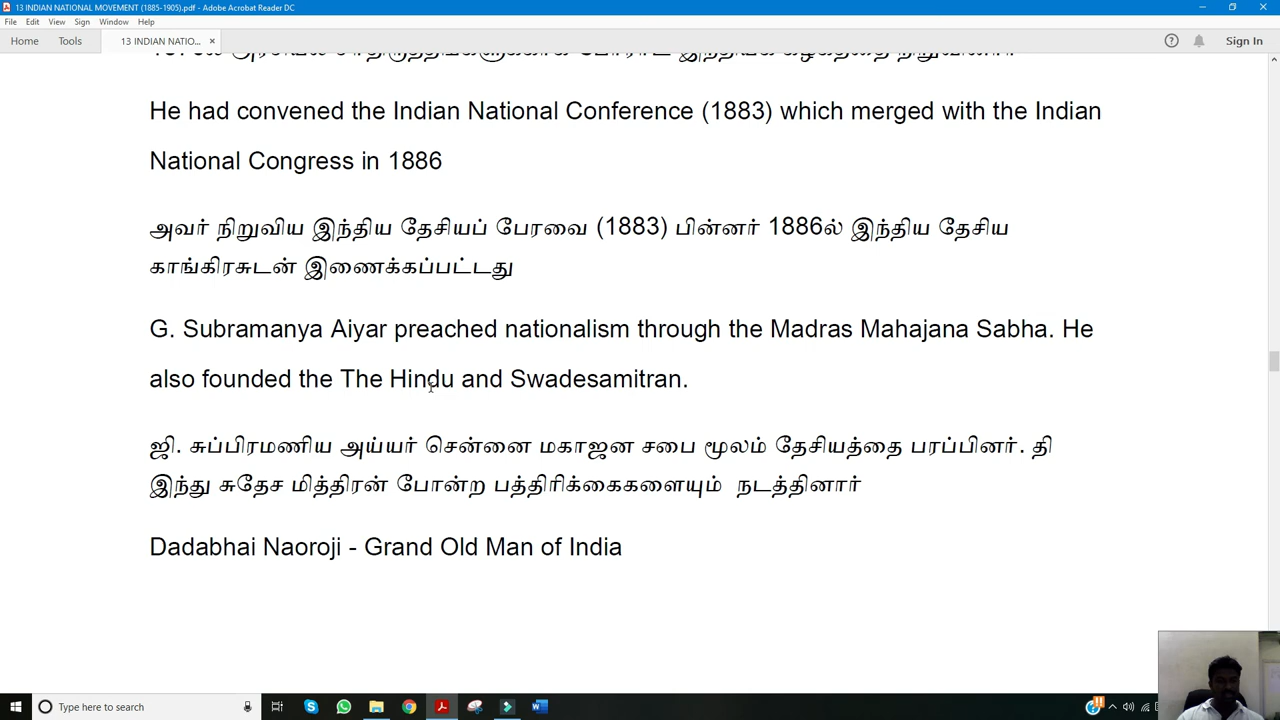 13 INDIAN NATIONAL MOVEMENT (1885-1905).pdf - Adobe Acrobat Reader DC
File Edit View Sign Window Help
Home Tools 13 INDIAN NATIO... × Sign In
He had convened the Indian National Conference (1883) which merged with the Indian
National Congress in 1886
அவர் நிறுவிய இந்திய தேசியப் பேரவை (1883) பின்னர் 1886ல் இந்திய தேசிய
காங்கிரசுடன் இணைக்கப்பட்டது
G. Subramanya Aiyar preached nationalism through the Madras Mahajana Sabha. He
also founded the The Hindu and Swadesamitran.
ஜி. சுப்பிரமணிய அய்யர் சென்னை மகாஜன சபை மூலம் தேசியத்தை பரப்பினர். தி
இந்து சுதேச மித்திரன் போன்ற பத்திரிக்கைகளையும் நடத்தினார்
Dadabhai Naoroji - Grand Old Man of India
Type here to search